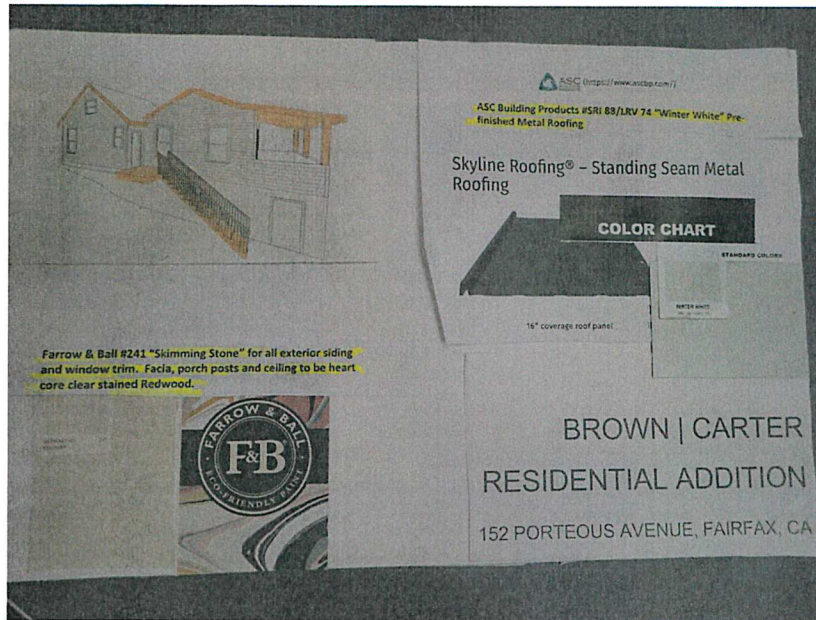 ASC (https://www.ascbp.com/)
ASC Building Products #SRI 88/LRV 74 "Winter White" Pre-
finished Metal Roofing
Skyline Roofing® – Standing Seam Metal
Roofing
COLOR CHART
STANDARD COLORS
WINTER WHITE
16" coverage roof panel
Farrow & Ball #241 "Skimming Stone" for all exterior siding
and window trim. Facia, porch posts and ceiling to be heart
core clear stained Redwood.
FARROW & BALL
F&B
ECO-FRIENDLY PAINT
BROWN | CARTER
RESIDENTIAL ADDITION
152 PORTEOUS AVENUE, FAIRFAX, CA